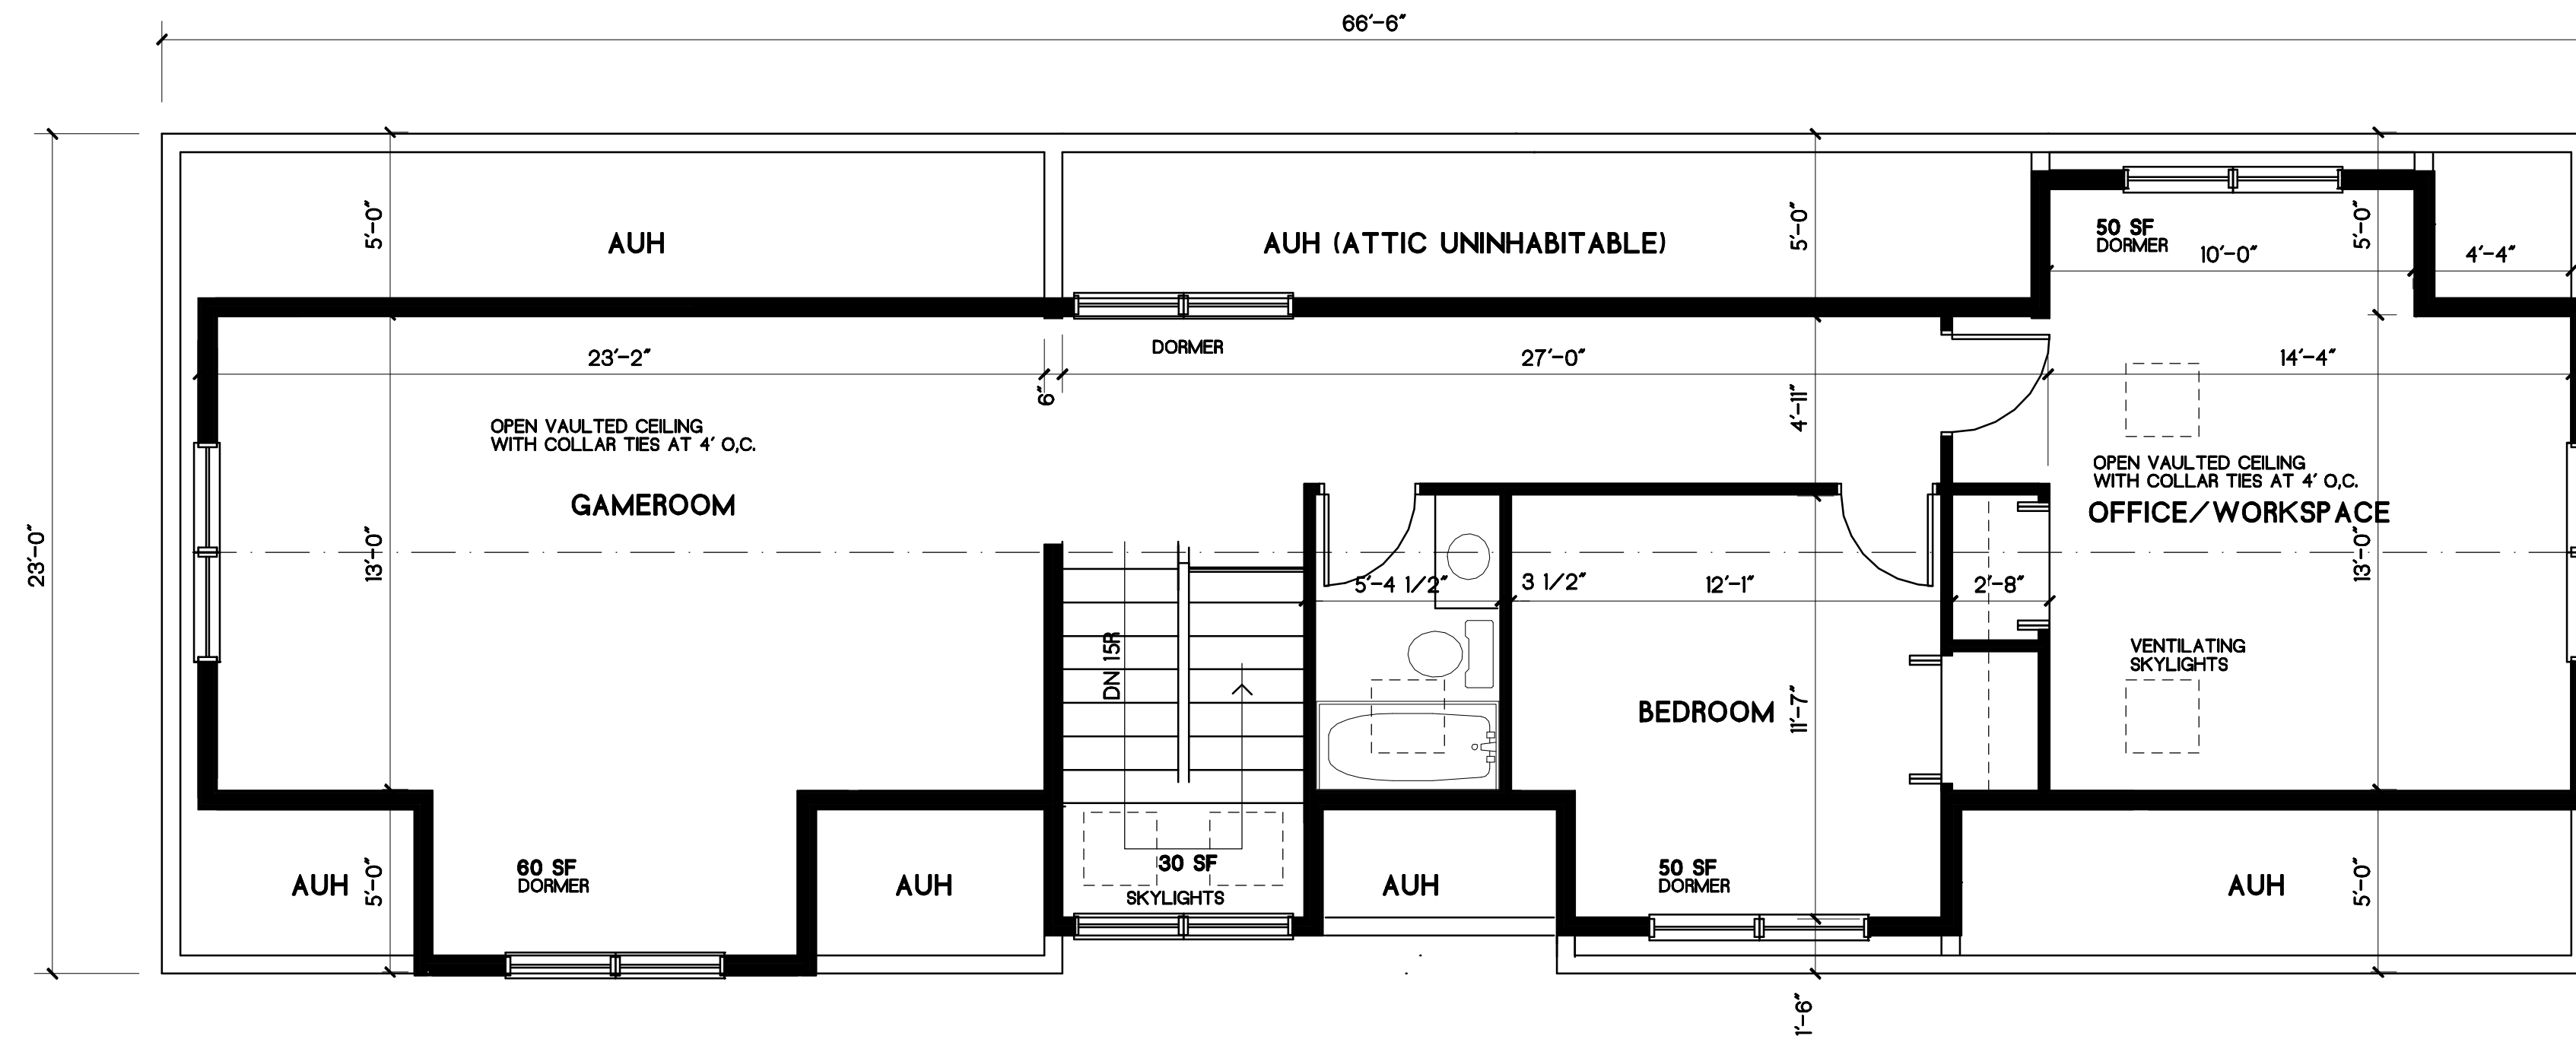 66'-6"
AUH
5'-0"
AUH (ATTIC UNINHABITABLE)
5'-0"
50 SF
DORMER
10'-0"
5'-0"
4'-4"
23'-2"
6"
DORMER
27'-0"
4'-11"
14'-4"
OPEN VAULTED CEILING
WITH COLLAR TIES AT 4' O,C.
GAMEROOM
OPEN VAULTED CEILING
WITH COLLAR TIES AT 4' O,C.
OFFICE/WORKSPACE
23'-0"
13'-0"
5'-4 1/2"
3 1/2"
12'-1"
2'-8"
13'-0"
DN 15R
VENTILATING
SKYLIGHTS
BEDROOM
11'-7"
AUH
5'-0"
60 SF
DORMER
AUH
30 SF
SKYLIGHTS
AUH
50 SF
DORMER
AUH
5'-0"
1'-6"